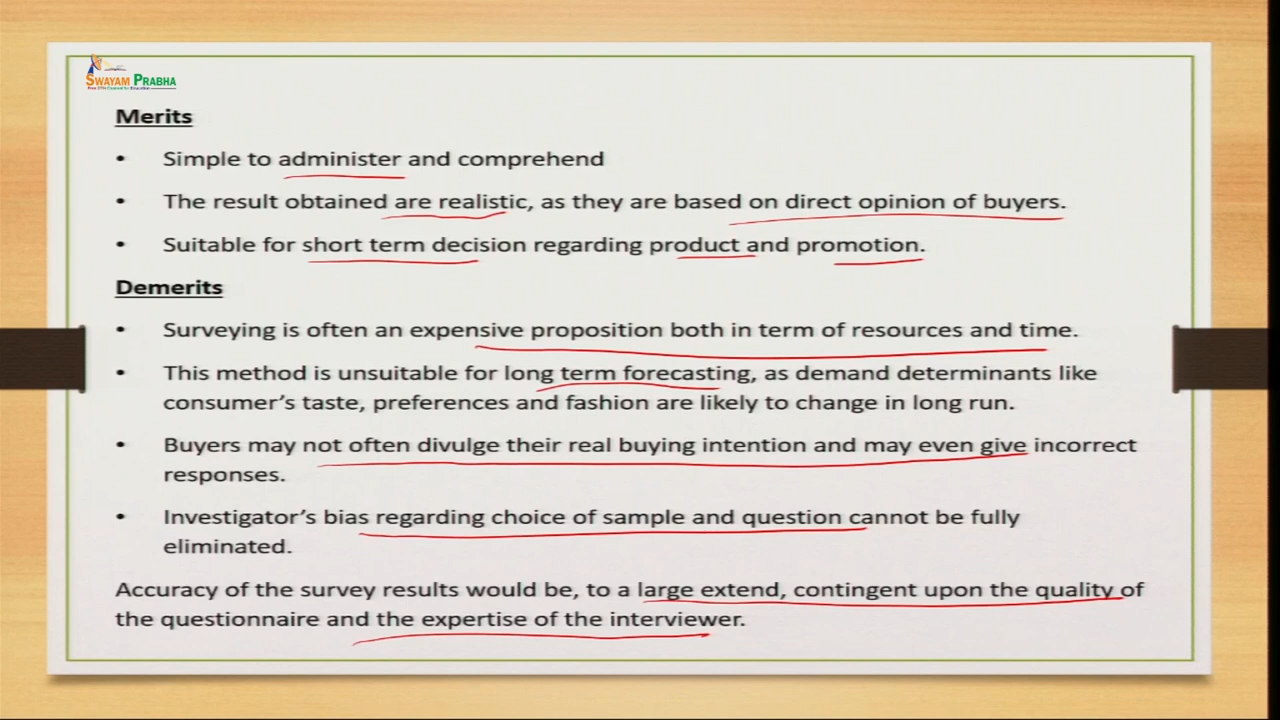 SWAYAM PRABHA
Merits
• Simple to administer and comprehend
• The result obtained are realistic, as they are based on direct opinion of buyers.
• Suitable for short term decision regarding product and promotion.
Demerits
• Surveying is often an expensive proposition both in term of resources and time.
• This method is unsuitable for long term forecasting, as demand determinants like
consumer’s taste, preferences and fashion are likely to change in long run.
• Buyers may not often divulge their real buying intention and may even give incorrect
responses.
• Investigator’s bias regarding choice of sample and question cannot be fully
eliminated.
Accuracy of the survey results would be, to a large extend, contingent upon the quality of
the questionnaire and the expertise of the interviewer.